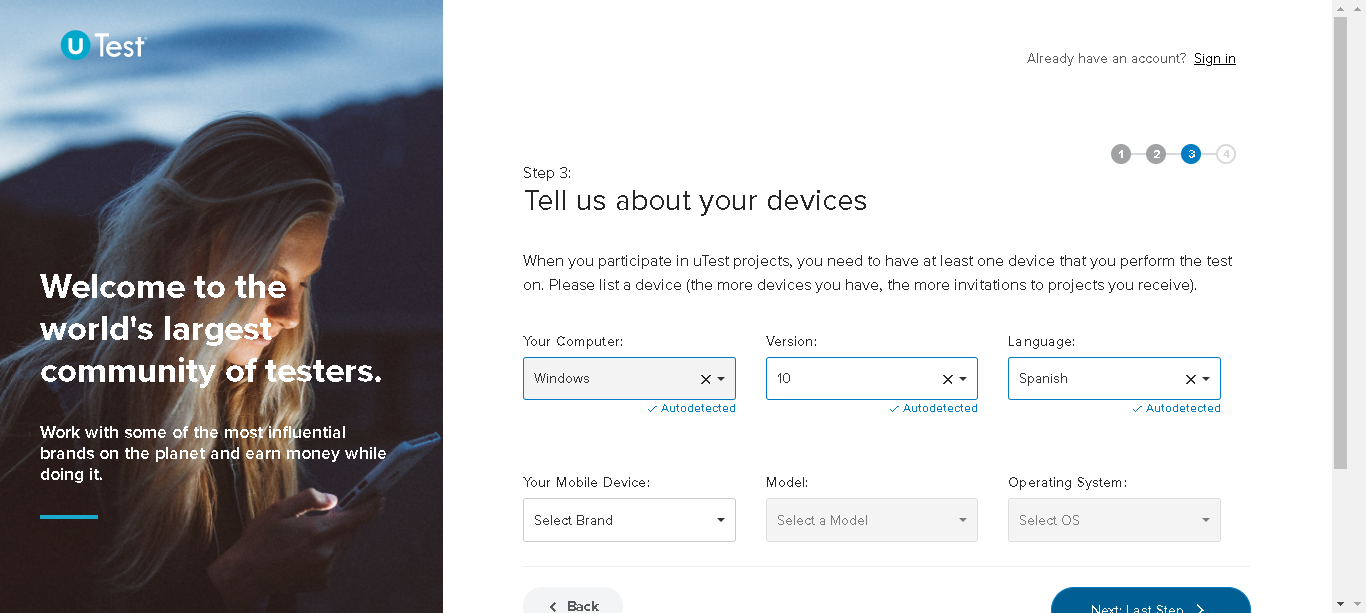 uTest
Already have an account? Sign in
1 2 3 4
Step 3:
Tell us about your devices
When you participate in uTest projects, you need to have at least one device that you perform the test
on. Please list a device (the more devices you have, the more invitations to projects you receive).
Welcome to the
world's largest
community of testers.
Work with some of the most influential
brands on the planet and earn money while
doing it.
Your Computer: Version: Language:
Windows 10 Spanish
Autodetected Autodetected Autodetected
Your Mobile Device: Model: Operating System:
Select Brand Select a Model Select OS
Back Next: Last Step